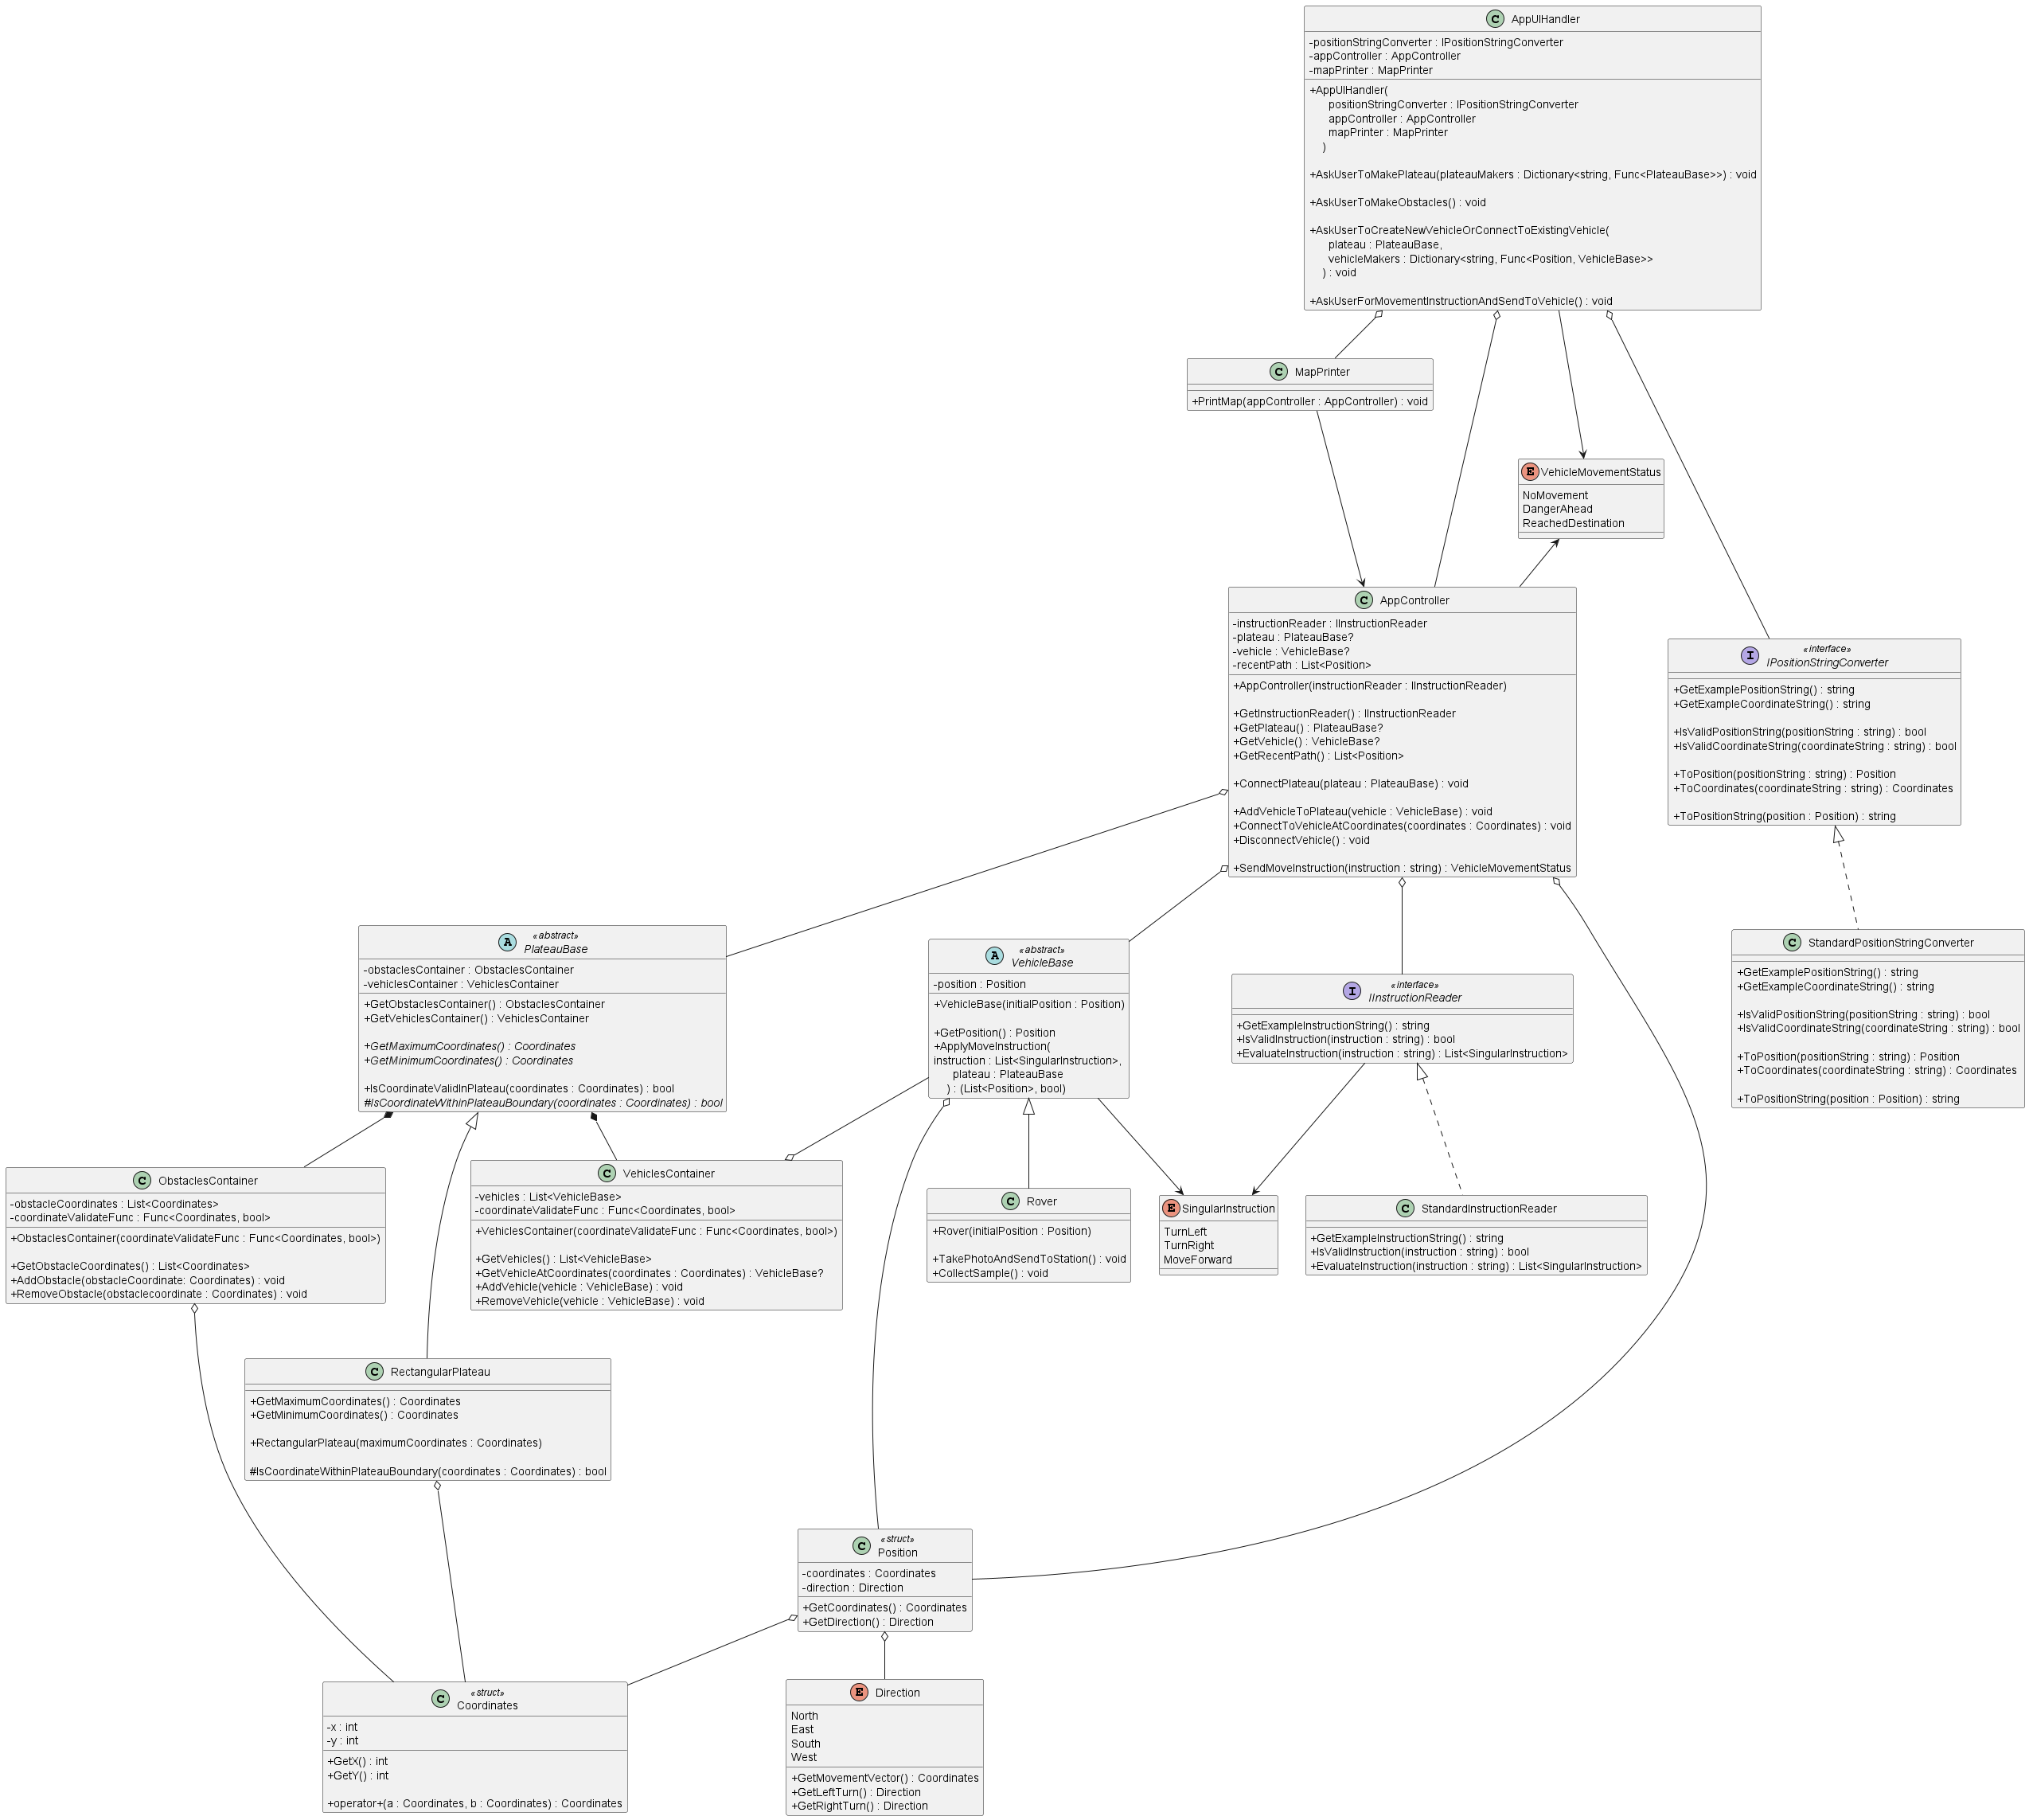 C AppUIHandler
-positionStringConverter : IPositionStringConverter
-appController : AppController
-mapPrinter : MapPrinter
+AppUIHandler(
positionStringConverter : IPositionStringConverter
appController : AppController
mapPrinter : MapPrinter
)
+AskUserToMakePlateau(plateauMakers : Dictionary<string, Func<PlateauBase>>) : void
+AskUserToMakeObstacles() : void
+AskUserToCreateNewVehicleOrConnectToExistingVehicle(
plateau : PlateauBase,
vehicleMakers : Dictionary<string, Func<Position, VehicleBase>>
) : void
+AskUserForMovementInstructionAndSendToVehicle() : void
C MapPrinter
+PrintMap(appController : AppController) : void
E VehicleMovementStatus
NoMovement
DangerAhead
ReachedDestination
C AppController
-instructionReader : IInstructionReader
-plateau : PlateauBase?
-vehicle : VehicleBase?
-recentPath : List<Position>
+AppController(instructionReader : IInstructionReader)
+GetInstructionReader() : IInstructionReader
+GetPlateau() : PlateauBase?
+GetVehicle() : VehicleBase?
+GetRecentPath() : List<Position>
+ConnectPlateau(plateau : PlateauBase) : void
+AddVehicleToPlateau(vehicle : VehicleBase) : void
+ConnectToVehicleAtCoordinates(coordinates : Coordinates) : void
+DisconnectVehicle() : void
+SendMoveInstruction(instruction : string) : VehicleMovementStatus
«interface»
I IPositionStringConverter
+GetExamplePositionString() : string
+GetExampleCoordinateString() : string
+IsValidPositionString(positionString : string) : bool
+IsValidCoordinateString(coordinateString : string) : bool
+ToPosition(positionString : string) : Position
+ToCoordinates(coordinateString : string) : Coordinates
+ToPositionString(position : Position) : string
«abstract»
A PlateauBase
-obstaclesContainer : ObstaclesContainer
-vehiclesContainer : VehiclesContainer
+GetObstaclesContainer() : ObstaclesContainer
+GetVehiclesContainer() : VehiclesContainer
+GetMaximumCoordinates() : Coordinates
+GetMinimumCoordinates() : Coordinates
+IsCoordinateValidInPlateau(coordinates : Coordinates) : bool
#IsCoordinateWithinPlateauBoundary(coordinates : Coordinates) : bool
«abstract»
A VehicleBase
-position : Position
+VehicleBase(initialPosition : Position)
+GetPosition() : Position
+ApplyMoveInstruction(
instruction : List<SingularInstruction>,
plateau : PlateauBase
) : (List<Position>, bool)
«interface»
I IInstructionReader
+GetExampleInstructionString() : string
+IsValidInstruction(instruction : string) : bool
+EvaluateInstruction(instruction : string) : List<SingularInstruction>
C StandardPositionStringConverter
+GetExamplePositionString() : string
+GetExampleCoordinateString() : string
+IsValidPositionString(positionString : string) : bool
+IsValidCoordinateString(coordinateString : string) : bool
+ToPosition(positionString : string) : Position
+ToCoordinates(coordinateString : string) : Coordinates
+ToPositionString(position : Position) : string
C ObstaclesContainer
-obstacleCoordinates : List<Coordinates>
-coordinateValidateFunc : Func<Coordinates, bool>
+ObstaclesContainer(coordinateValidateFunc : Func<Coordinates, bool>)
+GetObstacleCoordinates() : List<Coordinates>
+AddObstacle(obstacleCoordinate: Coordinates) : void
+RemoveObstacle(obstaclecoordinate : Coordinates) : void
C VehiclesContainer
-vehicles : List<VehicleBase>
-coordinateValidateFunc : Func<Coordinates, bool>
+VehiclesContainer(coordinateValidateFunc : Func<Coordinates, bool>)
+GetVehicles() : List<VehicleBase>
+GetVehicleAtCoordinates(coordinates : Coordinates) : VehicleBase?
+AddVehicle(vehicle : VehicleBase) : void
+RemoveVehicle(vehicle : VehicleBase) : void
C Rover
+Rover(initialPosition : Position)
+TakePhotoAndSendToStation() : void
+CollectSample() : void
E SingularInstruction
TurnLeft
TurnRight
MoveForward
C StandardInstructionReader
+GetExampleInstructionString() : string
+IsValidInstruction(instruction : string) : bool
+EvaluateInstruction(instruction : string) : List<SingularInstruction>
C RectangularPlateau
+GetMaximumCoordinates() : Coordinates
+GetMinimumCoordinates() : Coordinates
+RectangularPlateau(maximumCoordinates : Coordinates)
#IsCoordinateWithinPlateauBoundary(coordinates : Coordinates) : bool
«struct»
C Position
-coordinates : Coordinates
-direction : Direction
+GetCoordinates() : Coordinates
+GetDirection() : Direction
«struct»
C Coordinates
-x : int
-y : int
+GetX() : int
+GetY() : int
+operator+(a : Coordinates, b : Coordinates) : Coordinates
E Direction
North
East
South
West
+GetMovementVector() : Coordinates
+GetLeftTurn() : Direction
+GetRightTurn() : Direction